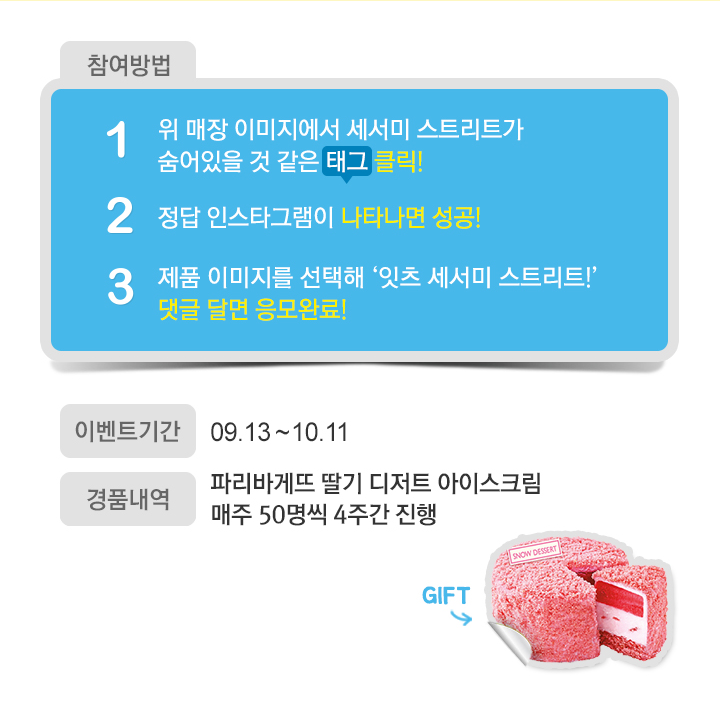 참여방법
1 위 매장 이미지에서 세서미 스트리트가
숨어있을 것 같은 태그 클릭!
2 정답 인스타그램이 나타나면 성공!
3 제품 이미지를 선택해 ‘잇츠 세서미 스트리트!’
댓글 달면 응모완료!
이벤트기간 09.13~10.11
경품내역 파리바게뜨 딸기 디저트 아이스크림
매주 50명씩 4주간 진행
SNOW DESSERT
GIFT